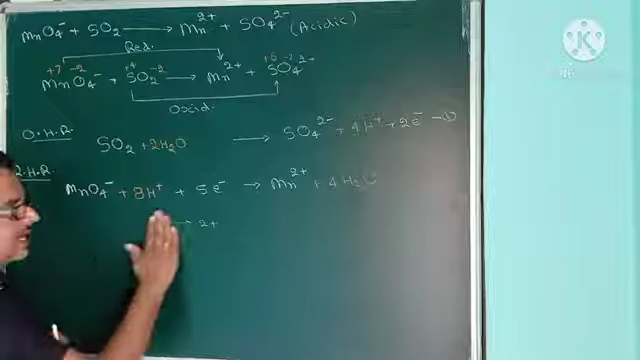 MnO₄⁻ + SO₂ → Mn²⁺ + SO₄²⁻ (Acidic)
Red.
+7 -2 +4 -2 +6 -2
MnO₄⁻ + SO₂ → Mn²⁺ + SO₄²⁻
Oxid.
O.H.R. SO₂ + 2H₂O → SO₄²⁻ + 4H⁺ + 2e⁻ —①
.H.R. MnO₄⁻ + 8H⁺ + 5e⁻ → Mn²⁺ + 4H₂O
→ 2+